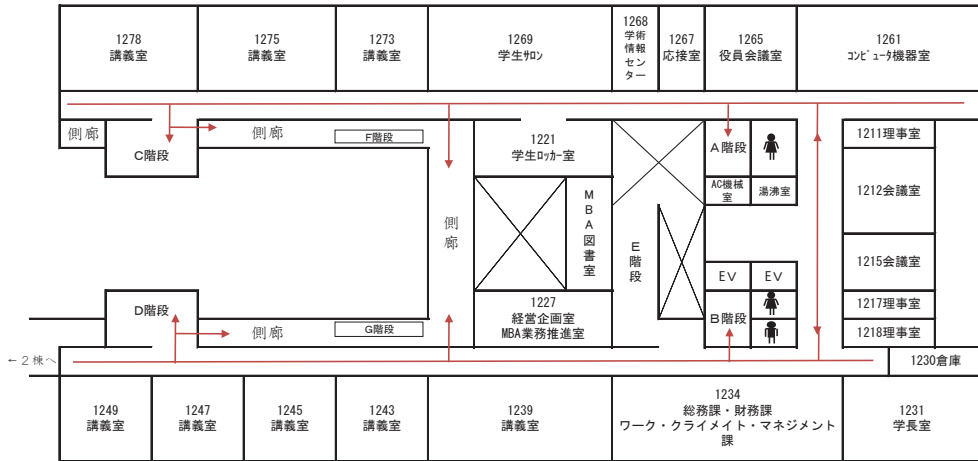 1278
講義室
1275
講義室
1273
講義室
1269
学生サロン
1268
学術
情報
セン
ター
1267
応接室
1265
役員会議室
1261
コンピュータ機器室
側廊
C階段
側廊
F階段
1221
学生ロッカー室
A階段
AC機械
室
湯沸室
1211理事室
1212会議室
側廊
MBA図書室
E階段
1215会議室
EV
EV
D階段
側廊
G階段
1227
経営企画室
MBA業務推進室
B階段
1217理事室
1218理事室
←2棟へ
1230倉庫
1249
講義室
1247
講義室
1245
講義室
1243
講義室
1239
講義室
1234
総務課・財務課
ワーク・クライメイト・マネジメント
課
1231
学長室